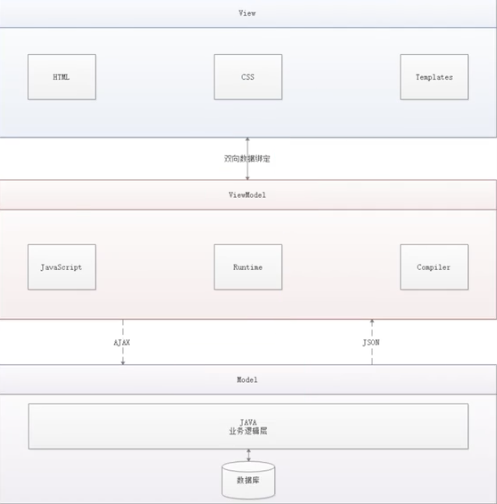 View
HTML
CSS
Templates
双向数据绑定
ViewModel
JavaScript
Runtime
Compiler
AJAX
JSON
Model
JAVA
业务逻辑层
数据库